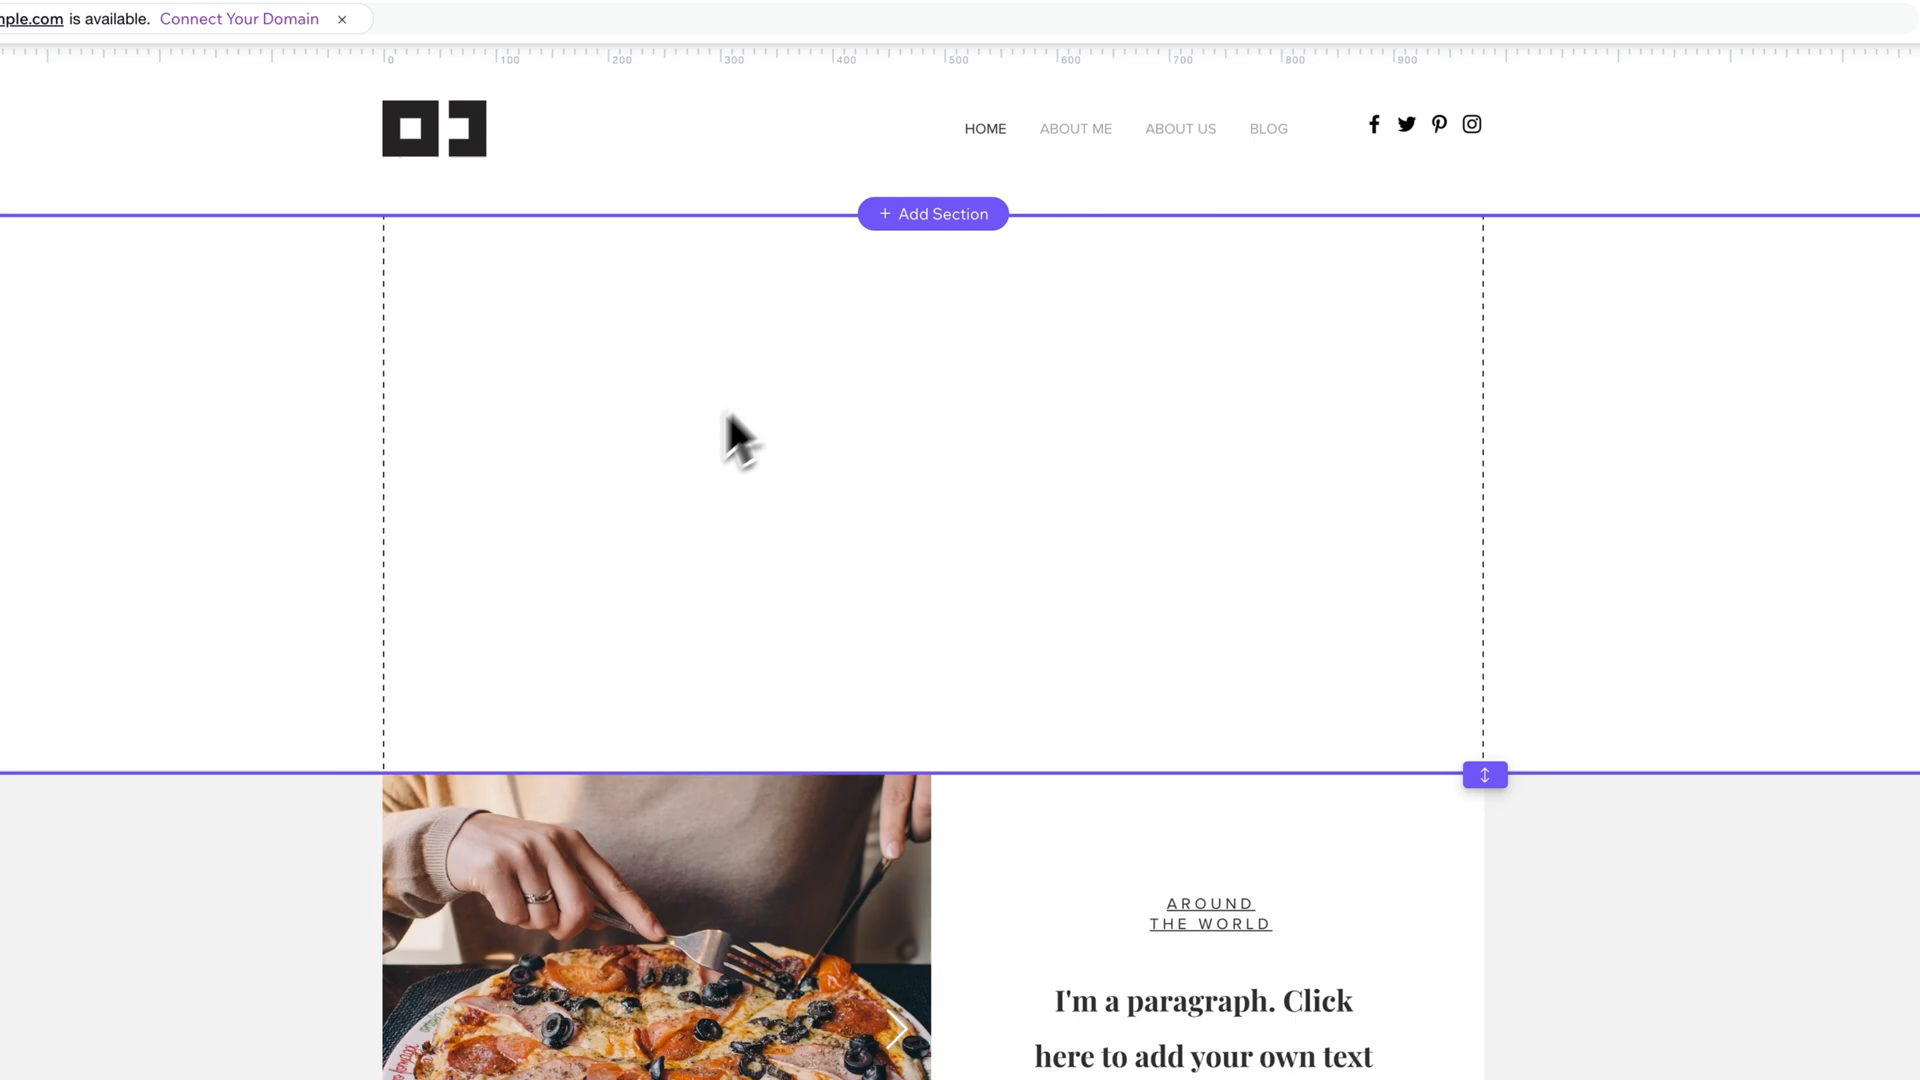 nple.com is available. Connect Your Domain ×
0 100 200 300 400 500 600 700 800 900
HOME ABOUT ME ABOUT US BLOG
+ Add Section
AROUND
THE WORLD
I'm a paragraph. Click
here to add your own text